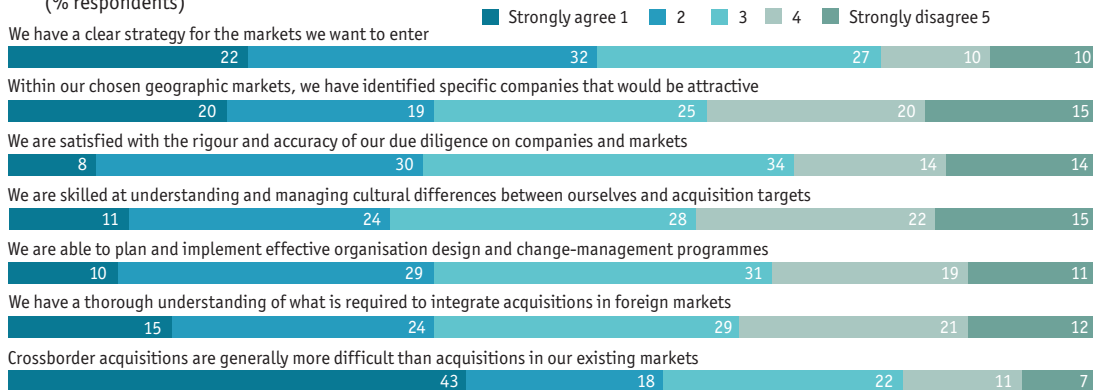 (% respondents)
Strongly agree 1 2 3 4 Strongly disagree 5
We have a clear strategy for the markets we want to enter
22 32 27 10 10
Within our chosen geographic markets, we have identified specific companies that would be attractive
20 19 25 20 15
We are satisfied with the rigour and accuracy of our due diligence on companies and markets
8 30 34 14 14
We are skilled at understanding and managing cultural differences between ourselves and acquisition targets
11 24 28 22 15
We are able to plan and implement effective organisation design and change-management programmes
10 29 31 19 11
We have a thorough understanding of what is required to integrate acquisitions in foreign markets
15 24 29 21 12
Crossborder acquisitions are generally more difficult than acquisitions in our existing markets
43 18 22 11 7